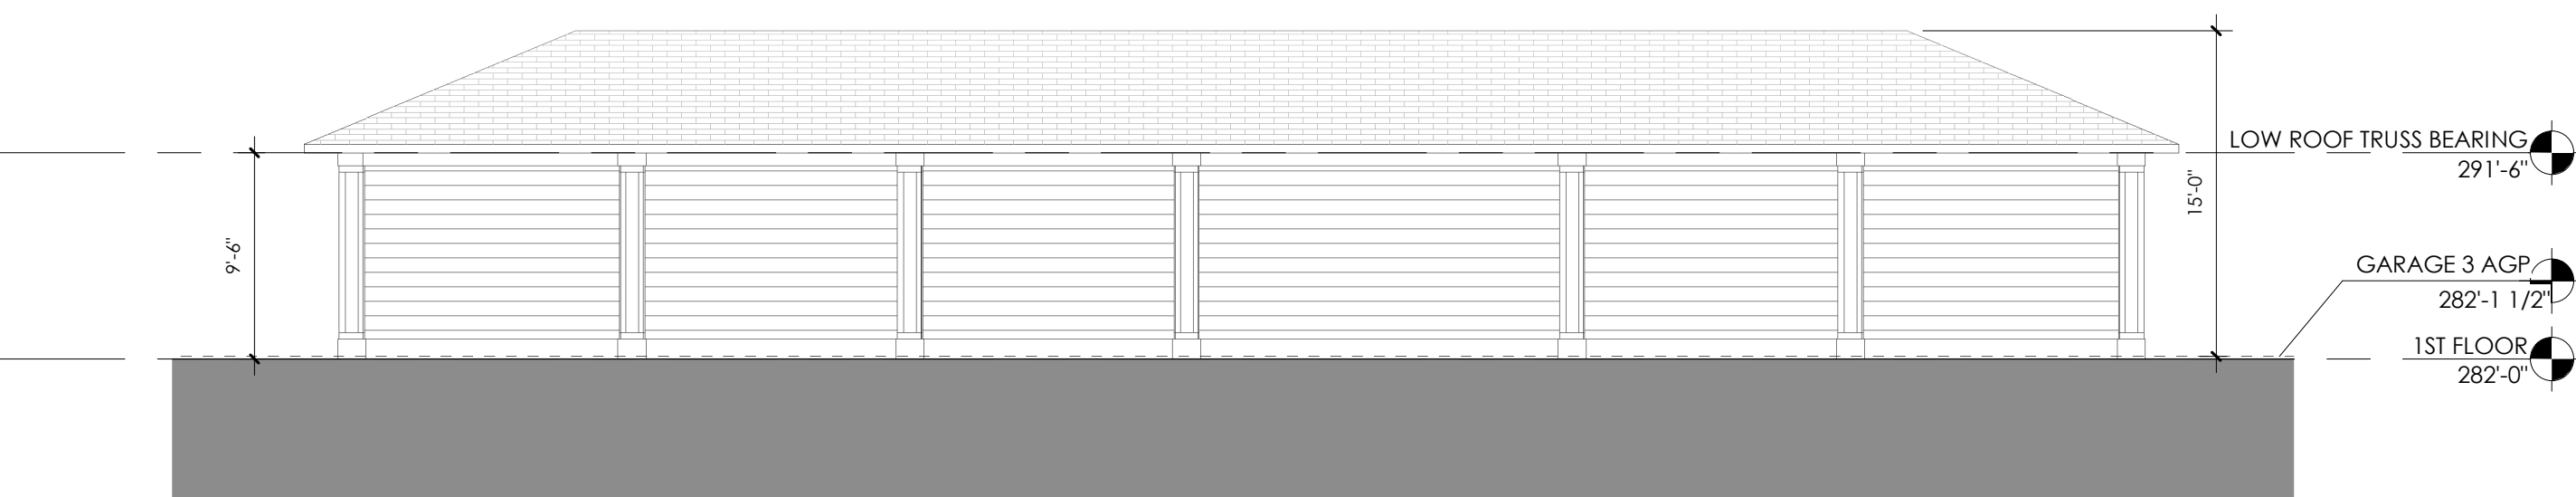 LOW ROOF TRUSS BEARING
291'-6"
15'-0"
9'-6"
GARAGE 3 AGP
282'-1 1/2"
1ST FLOOR
282'-0"